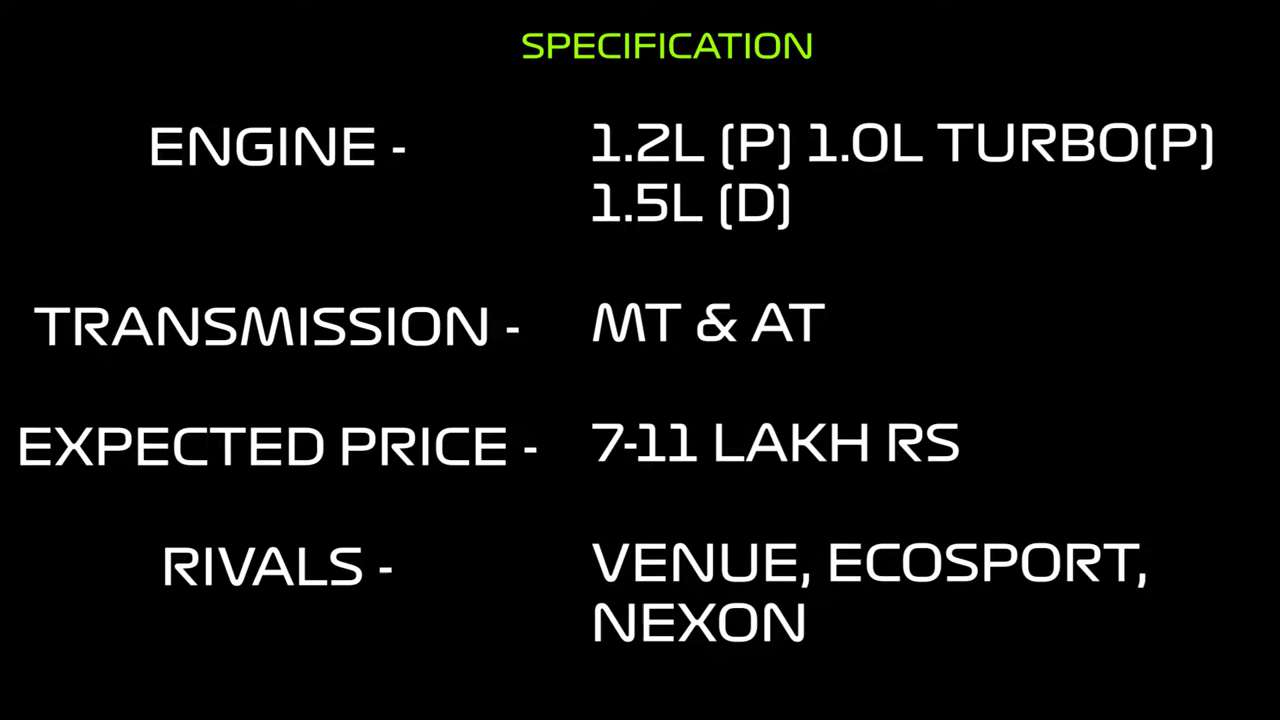 SPECIFICATION
ENGINE - 1.2L (P) 1.0L TURBO(P)
1.5L (D)
TRANSMISSION - MT & AT
EXPECTED PRICE - 7-11 LAKH RS
RIVALS - VENUE, ECOSPORT,
NEXON